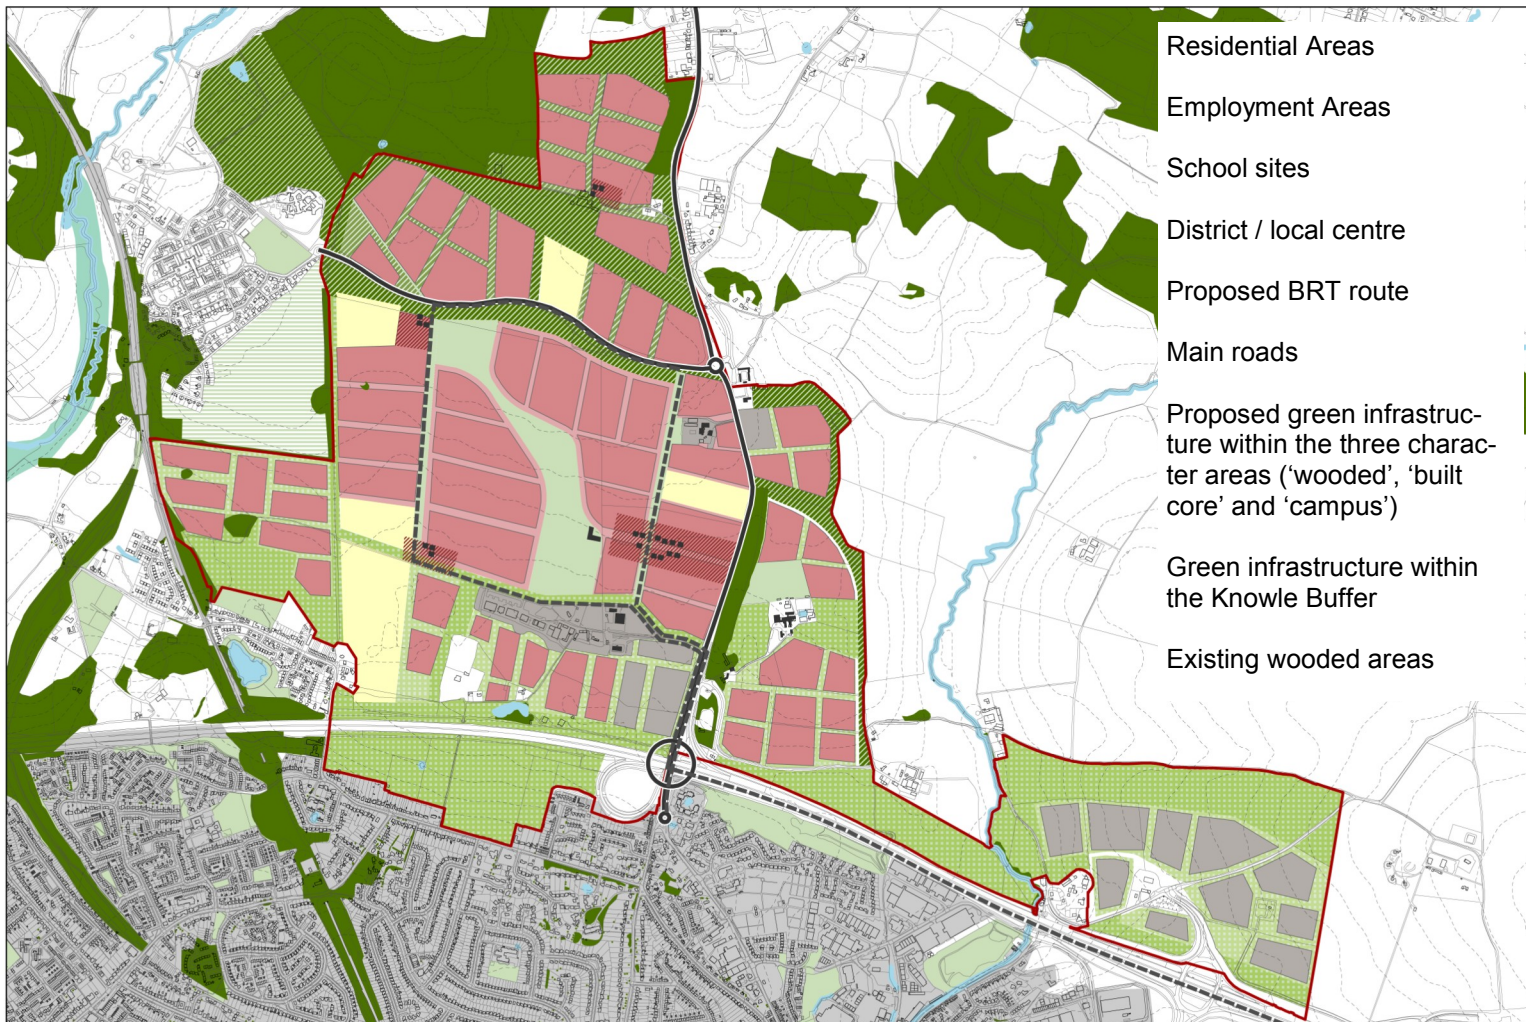 Residential Areas
Employment Areas
School sites
District / local centre
Proposed BRT route
Main roads
Proposed green infrastruc-
ture within the three charac-
ter areas (‘wooded’, ‘built
core’ and ‘campus’)
Green infrastructure within
the Knowle Buffer
Existing wooded areas